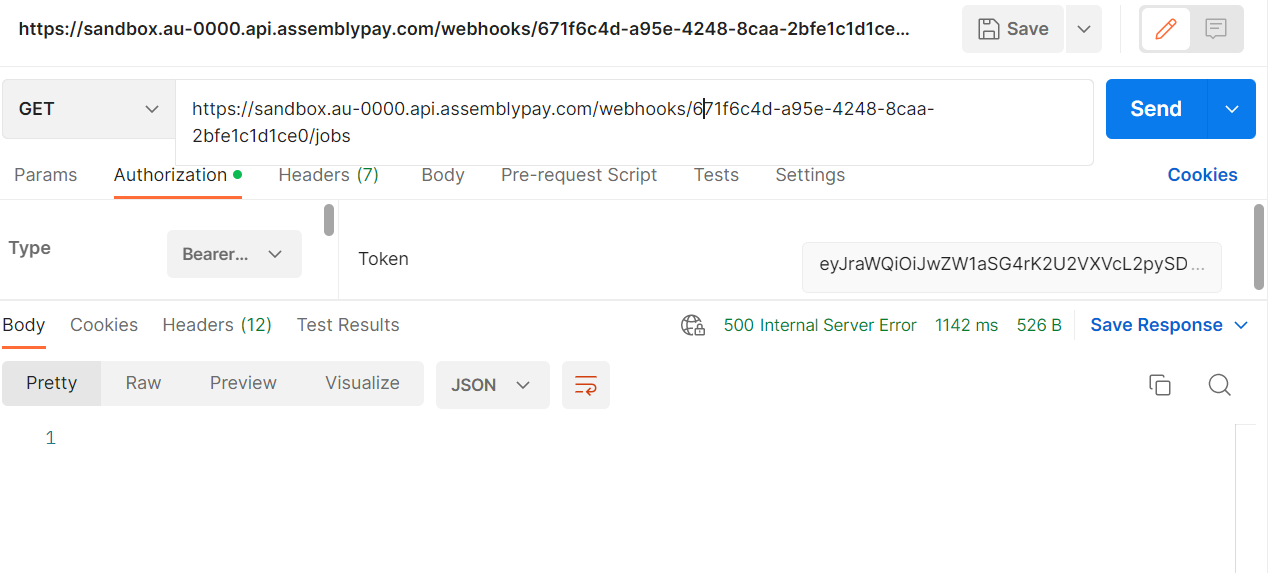 https://sandbox.au-0000.api.assemblypay.com/webhooks/671f6c4d-a95e-4248-8caa-2bfe1c1d1ce...
Save
GET
https://sandbox.au-0000.api.assemblypay.com/webhooks/671f6c4d-a95e-4248-8caa-
2bfe1c1d1ce0/jobs
Send
Params Authorization Headers (7) Body Pre-request Script Tests Settings Cookies
Type Bearer... Token eyJraWQiOiJwZW1aSG4rK2U2VXVcL2pySD...
Body Cookies Headers (12) Test Results 500 Internal Server Error 1142 ms 526 B Save Response
Pretty Raw Preview Visualize JSON
1